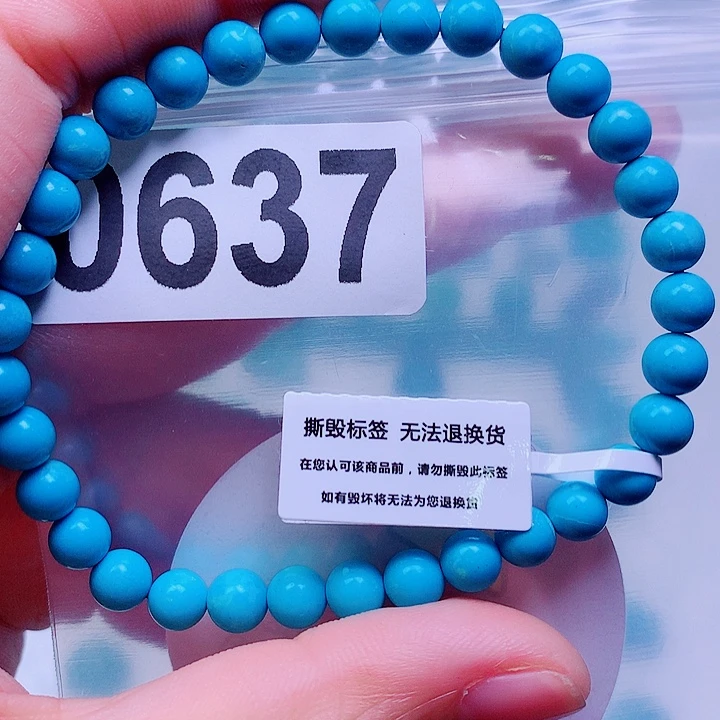 0637
撕毁标签 无法退换货
在您认可该商品前，请勿撕毁此标签
如有毁坏将无法为您退换货